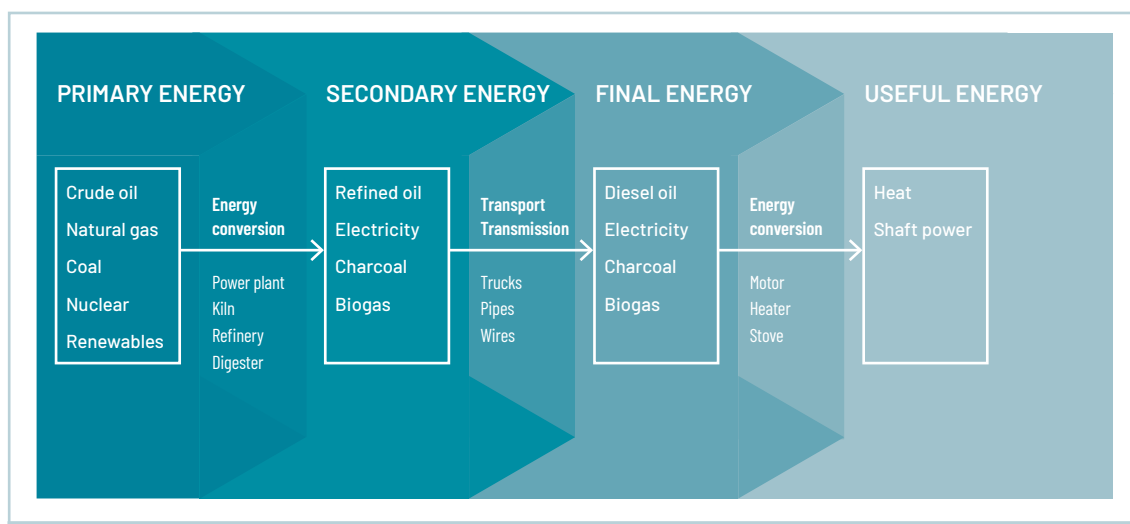 PRIMARY ENERGY
Crude oil
Natural gas
Coal
Nuclear
Renewables
Energy
conversion
Power plant
Kiln
Refinery
Digester
SECONDARY ENERGY
Refined oil
Electricity
Charcoal
Biogas
Transport
Transmission
Trucks
Pipes
Wires
FINAL ENERGY
Diesel oil
Electricity
Charcoal
Biogas
Energy
conversion
Motor
Heater
Stove
USEFUL ENERGY
Heat
Shaft power